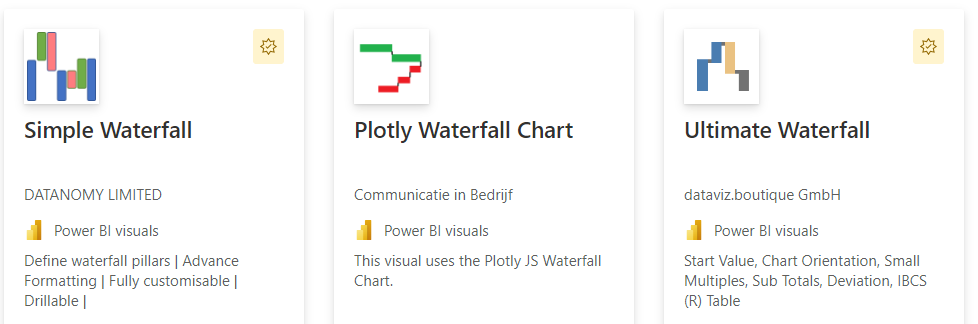 Simple Waterfall
DATANOMY LIMITED
Power BI visuals
Define waterfall pillars | Advance
Formatting | Fully customisable |
Drillable |
Plotly Waterfall Chart
Communicatie in Bedrijf
Power BI visuals
This visual uses the Plotly JS Waterfall
Chart.
Ultimate Waterfall
dataviz.boutique GmbH
Power BI visuals
Start Value, Chart Orientation, Small
Multiples, Sub Totals, Deviation, IBCS
(R) Table